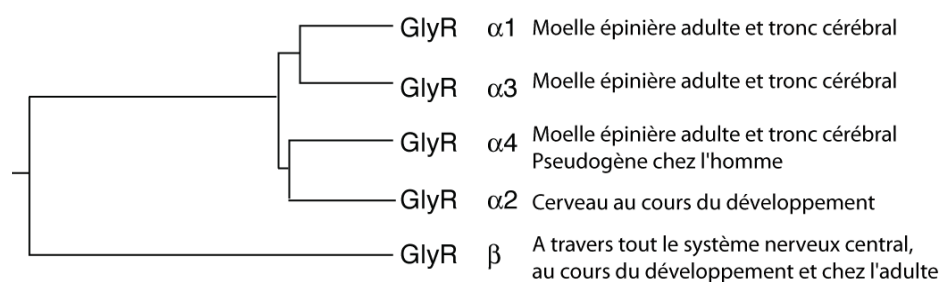 GlyR α1 Moelle épinière adulte et tronc cérébral
GlyR α3 Moelle épinière adulte et tronc cérébral
GlyR α4 Moelle épinière adulte et tronc cérébral
Pseudogène chez l'homme
GlyR α2 Cerveau au cours du développement
GlyR β A travers tout le système nerveux central,
au cours du développement et chez l'adulte